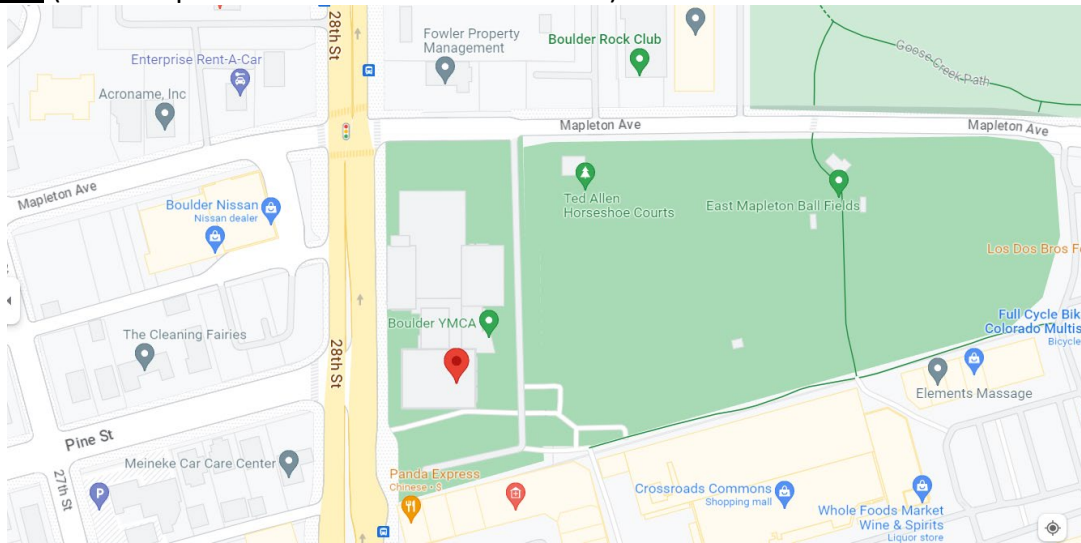 28th St
Fowler Property
Management
Boulder Rock Club
Goose Creek Path
Enterprise Rent-A-Car
Acroname, Inc
Mapleton Ave
Mapleton Ave
Mapleton Ave
Boulder Nissan
Nissan dealer
Ted Allen
Horseshoe Courts
East Mapleton Ball Fields
Los Dos Bros F
Boulder YMCA
The Cleaning Fairies
Full Cycle Bik
Colorado Multis
Bicycle
28th St
Elements Massage
Pine St
Meineke Car Care Center
27th St
P
Panda Express
Chinese • $
Crossroads Commons
Shopping mall
Whole Foods Market
Wine & Spirits
Liquor store